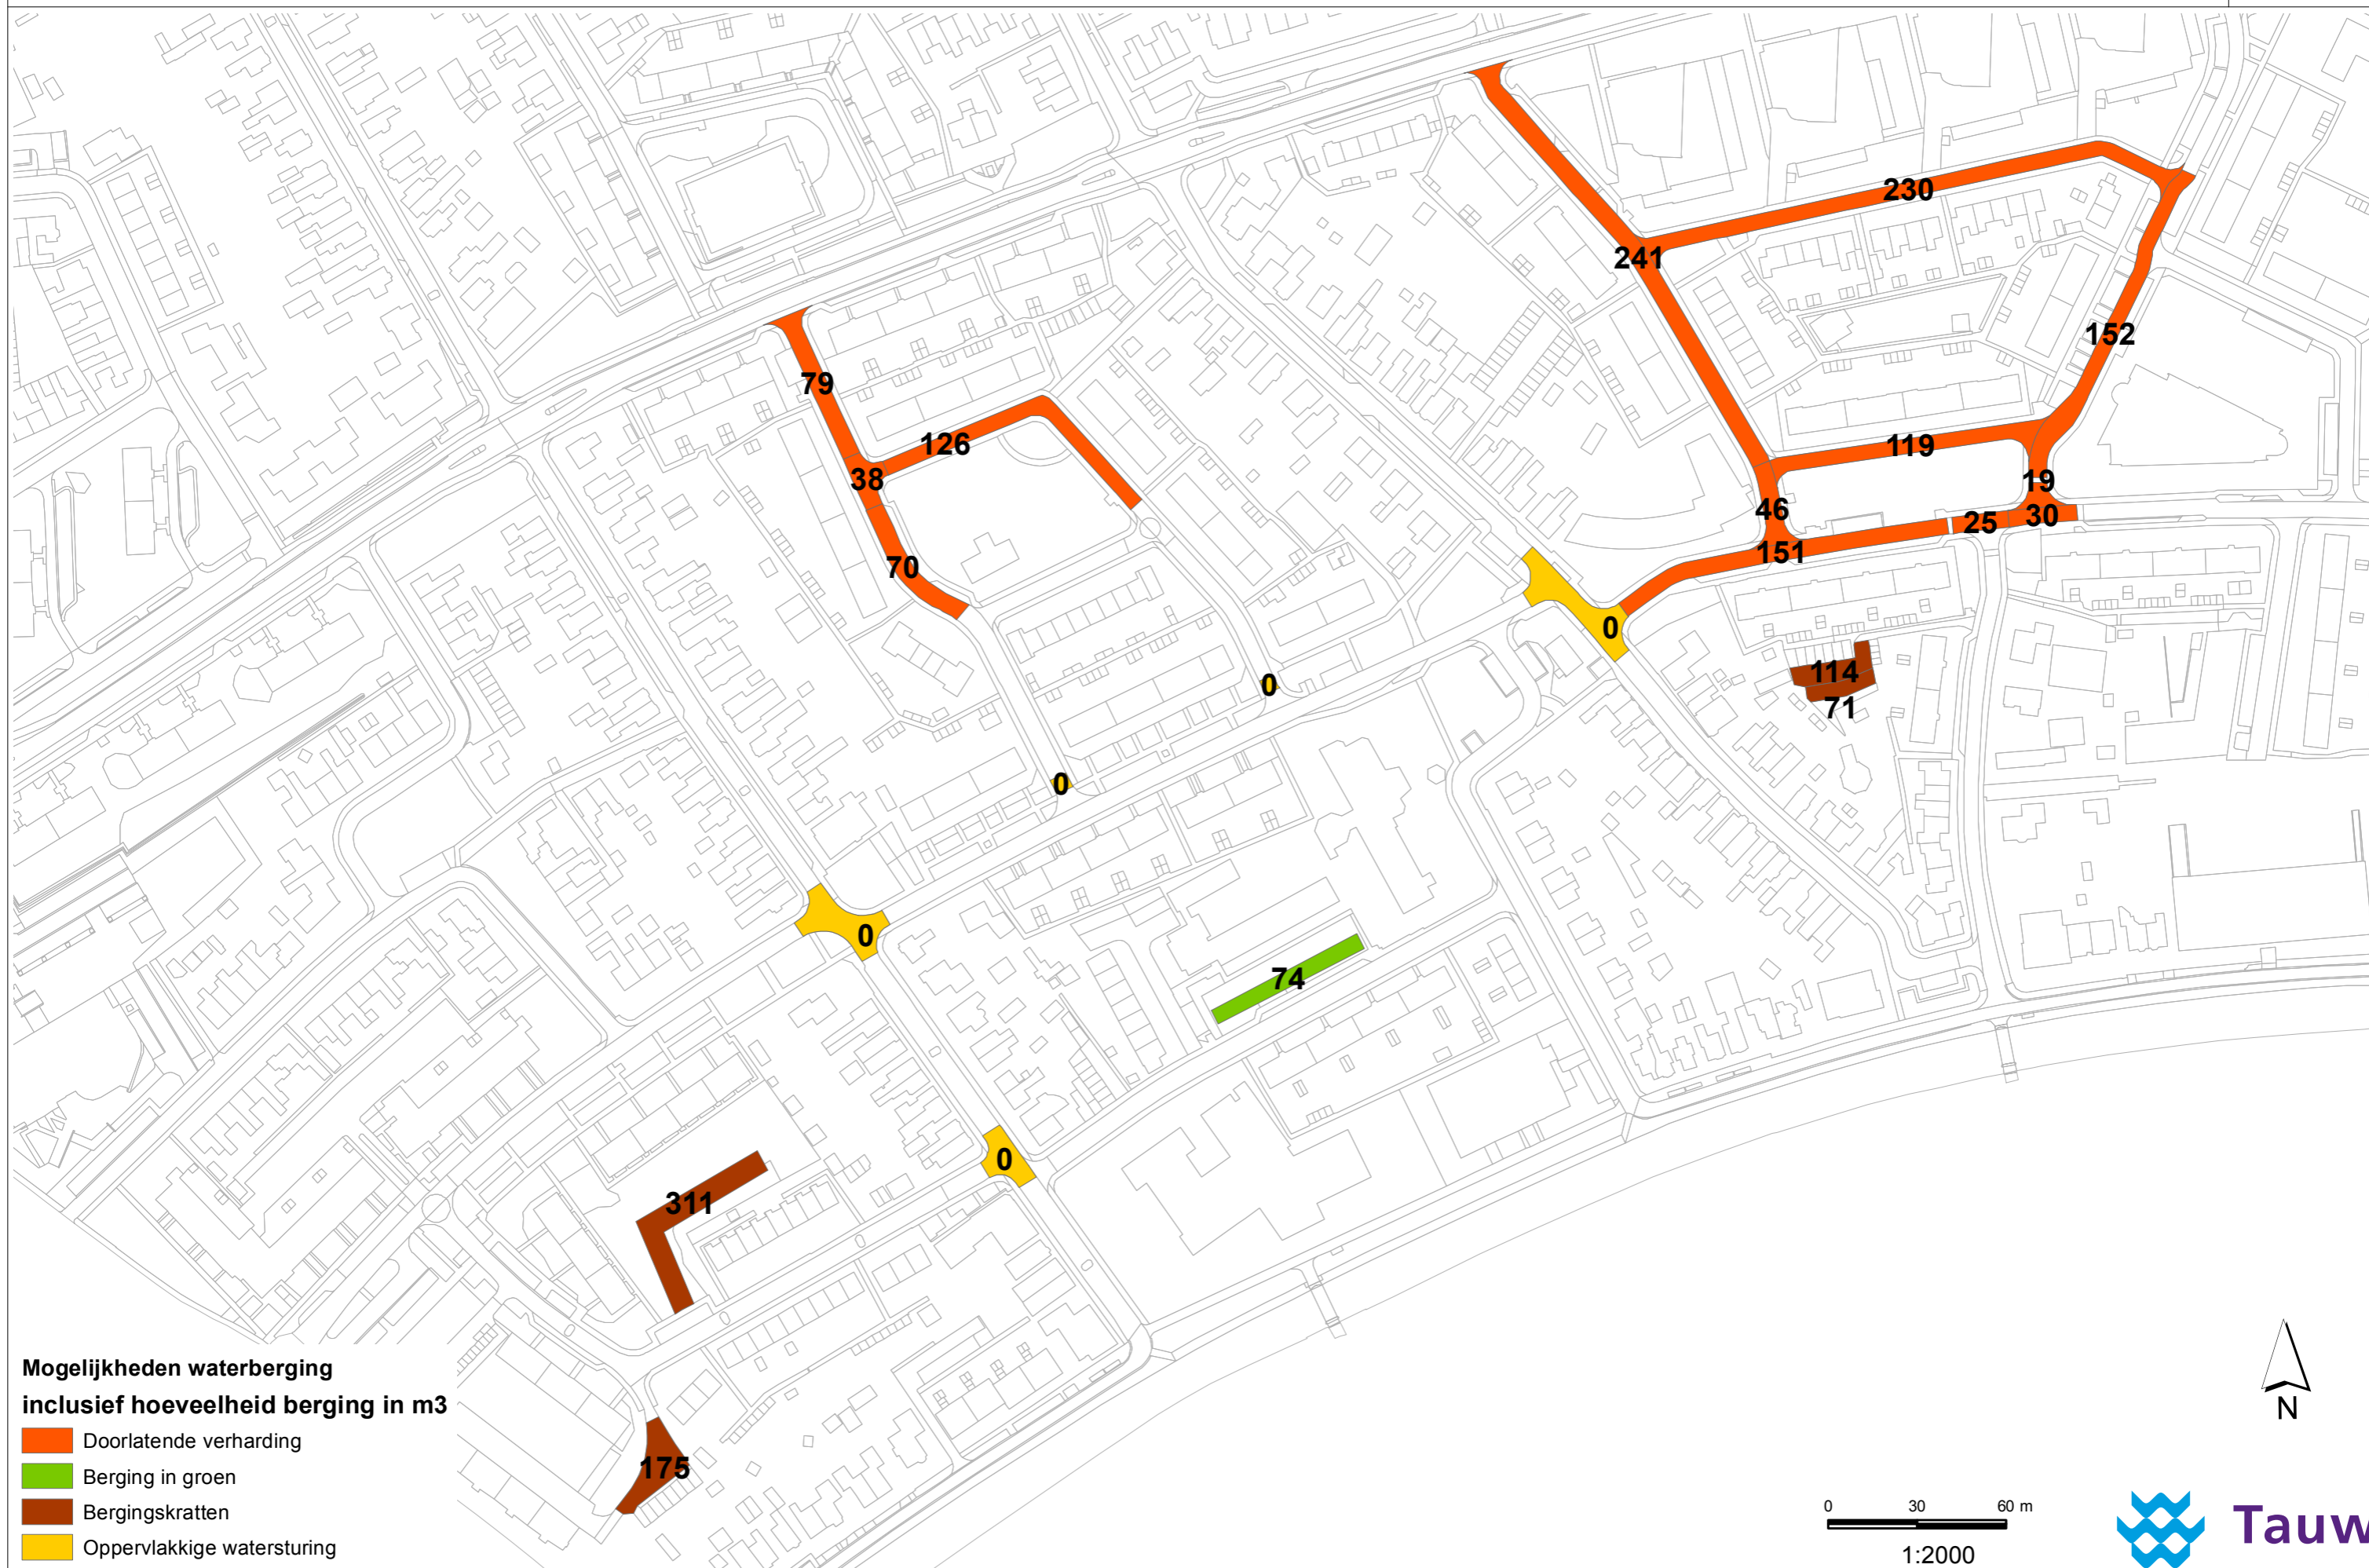 230
241
152
79
126
119
38
19
46
30
25
151
70
0
114
0
71
0
0
74
0
311
175
Mogelijkheden waterberging
inclusief hoeveelheid berging in m3
Doorlatende verharding
Berging in groen
Bergingskratten
Oppervlakkige watersturing
N
0 30 60 m
1:2000
Tauw